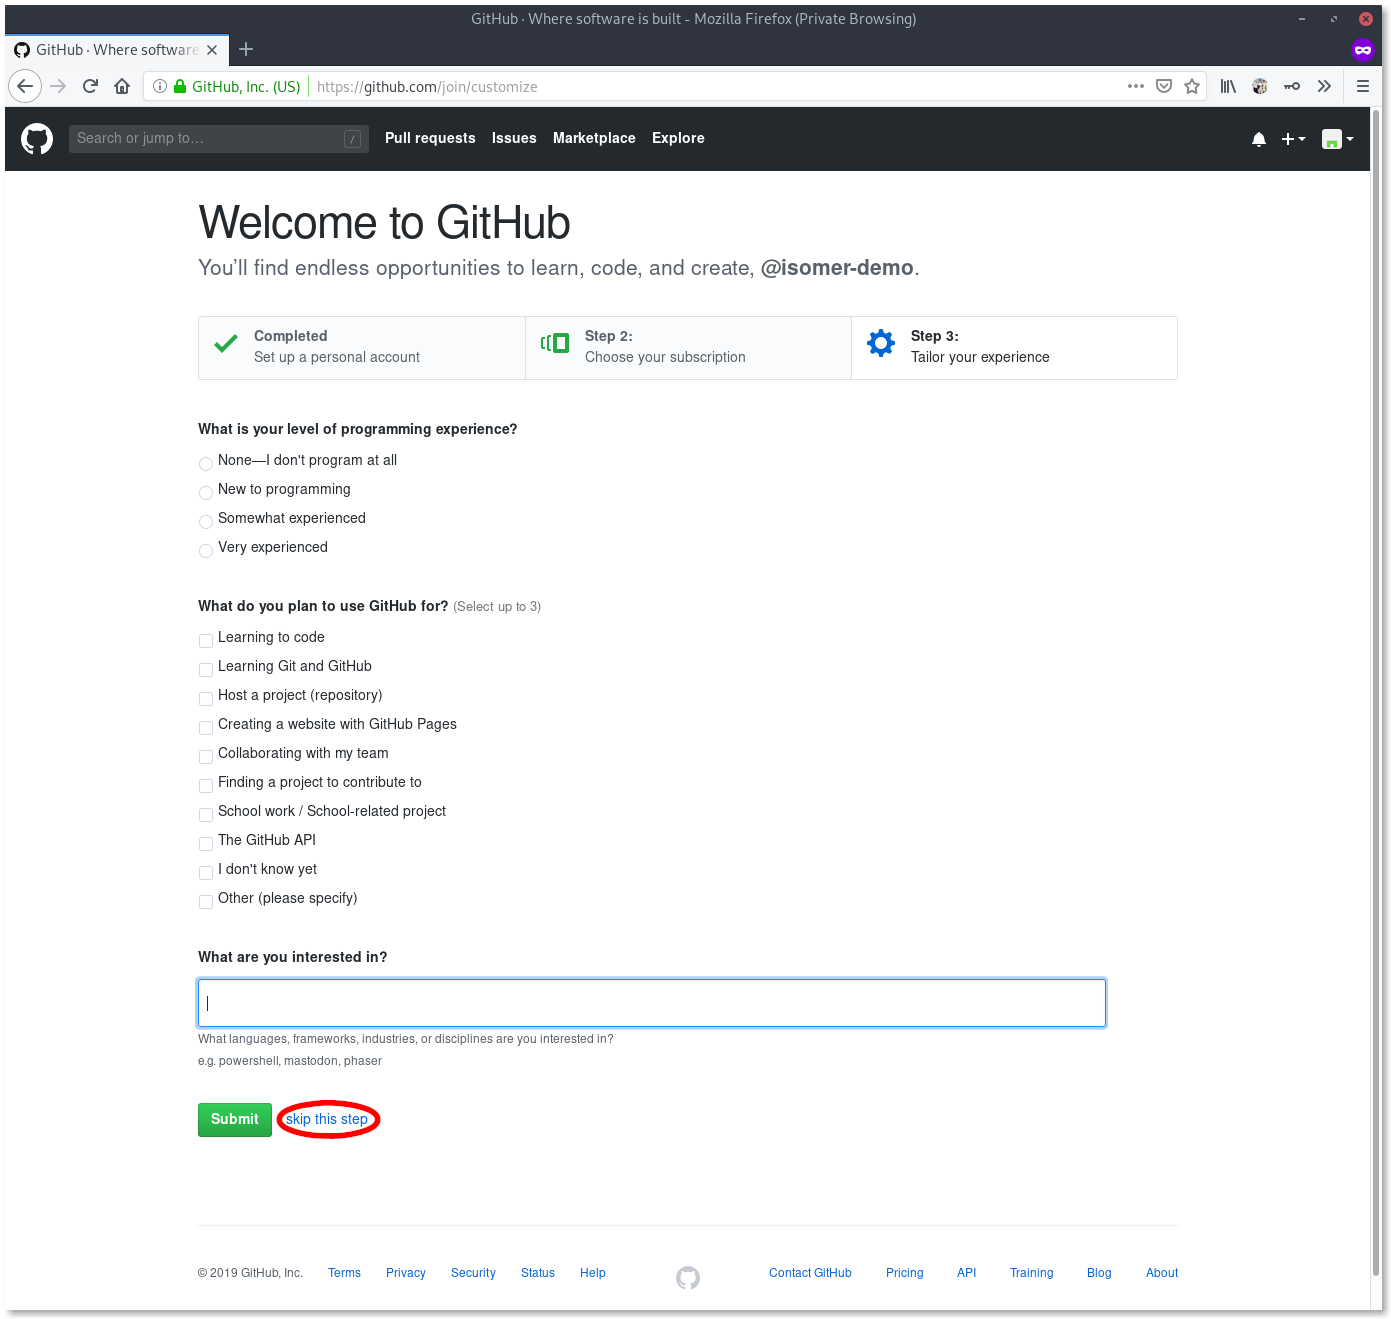 GitHub · Where software is built - Mozilla Firefox (Private Browsing)
GitHub · Where software
GitHub, Inc. (US) https://github.com/join/customize
Search or jump to… / Pull requests Issues Marketplace Explore
Welcome to GitHub
You’ll find endless opportunities to learn, code, and create, @isomer-demo.
Completed
Set up a personal account
Step 2:
Choose your subscription
Step 3:
Tailor your experience
What is your level of programming experience?
None—I don't program at all
New to programming
Somewhat experienced
Very experienced
What do you plan to use GitHub for? (Select up to 3)
Learning to code
Learning Git and GitHub
Host a project (repository)
Creating a website with GitHub Pages
Collaborating with my team
Finding a project to contribute to
School work / School-related project
The GitHub API
I don't know yet
Other (please specify)
What are you interested in?
What languages, frameworks, industries, or disciplines are you interested in?
e.g. powershell, mastodon, phaser
Submit skip this step
© 2019 GitHub, Inc. Terms Privacy Security Status Help Contact GitHub Pricing API Training Blog About